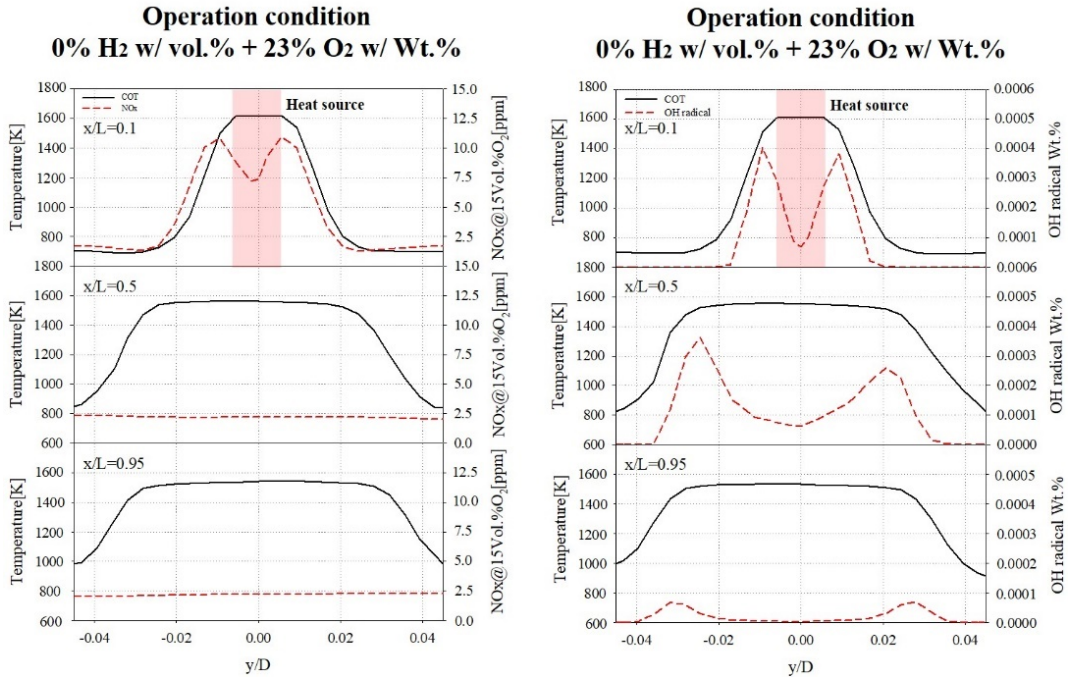 Operation condition
0% H2 w/ vol.% + 23% O2 w/ Wt.%
1800
1600
1400
1200
1000
800
1800
1600
1400
1200
1000
800
600
1600
1400
1200
1000
800
600
Temperature[K]
Temperature[K]
Temperature[K]
COT
NOx
x/L=0.1
Heat source
x/L=0.5
x/L=0.95
15.0
12.5
10.0
7.5
5.0
2.5
15.0
12.5
10.0
7.5
5.0
2.5
0.0
12.5
10.0
7.5
5.0
2.5
0.0
NOx@15Vol.%O2[ppm]
NOx@15Vol.%O2[ppm]
NOx@15Vol.%O2[ppm]
-0.04
-0.02
0.00
0.02
0.04
y/D
Operation condition
0% H2 w/ vol.% + 23% O2 w/ Wt.%
1800
1600
1400
1200
1000
800
1800
1600
1400
1200
1000
800
600
1600
1400
1200
1000
800
600
Temperature[K]
Temperature[K]
Temperature[K]
COT
OH radical
x/L=0.1
Heat source
x/L=0.5
x/L=0.95
0.0006
0.0005
0.0004
0.0003
0.0002
0.0001
0.0006
0.0005
0.0004
0.0003
0.0002
0.0001
0.0000
0.0005
0.0004
0.0003
0.0002
0.0001
0.0000
OH radical Wt.%
OH radical Wt.%
OH radical Wt.%
-0.04
-0.02
0.00
0.02
0.04
y/D